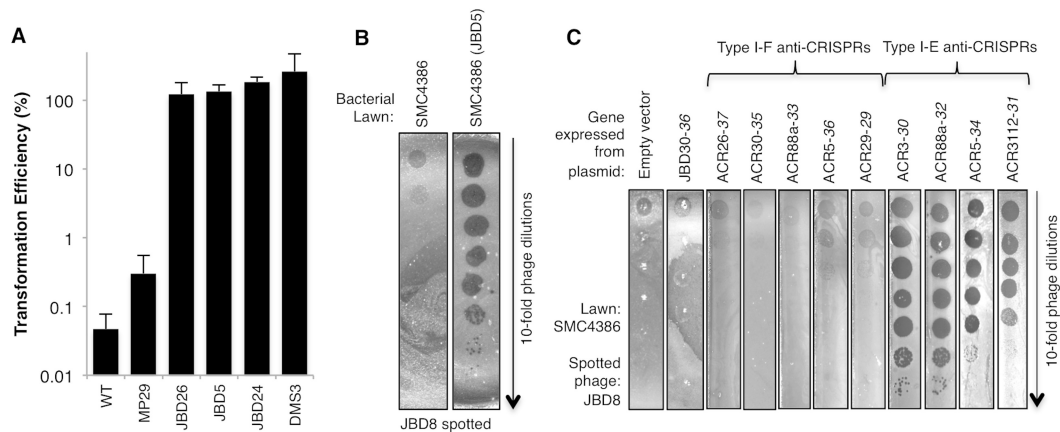 A
Transformation Efficiency (%)
100
10
1
0.1
0.01
WT
MP29
JBD26
JBD5
JBD24
DMS3
B
Bacterial
Lawn:
SMC4386
SMC4386 (JBD5)
10-fold phage dilutions
JBD8 spotted
C
Type I-F anti-CRISPRs
Type I-E anti-CRISPRs
Gene
expressed
from
plasmid:
Empty vector
JBD30-36
ACR26-37
ACR30-35
ACR88a-33
ACR5-36
ACR29-29
ACR3-30
ACR88a-32
ACR5-34
ACR3112-31
Lawn:
SMC4386
Spotted
phage:
JBD8
10-fold phage dilutions